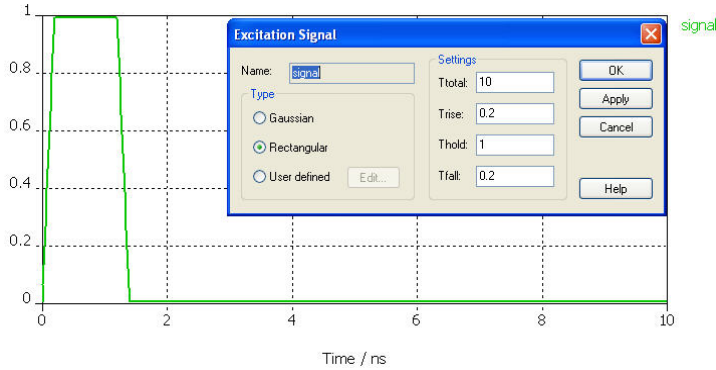 signal
Excitation Signal
Name: signal
Type
Gaussian
Rectangular
User defined Edit...
Settings
Ttotal: 10
Trise: 0.2
Thold: 1
Tfall: 0.2
OK
Apply
Cancel
Help
1
0.8
0.6
0.4
0.2
0
0 2 4 6 8 10
Time / ns